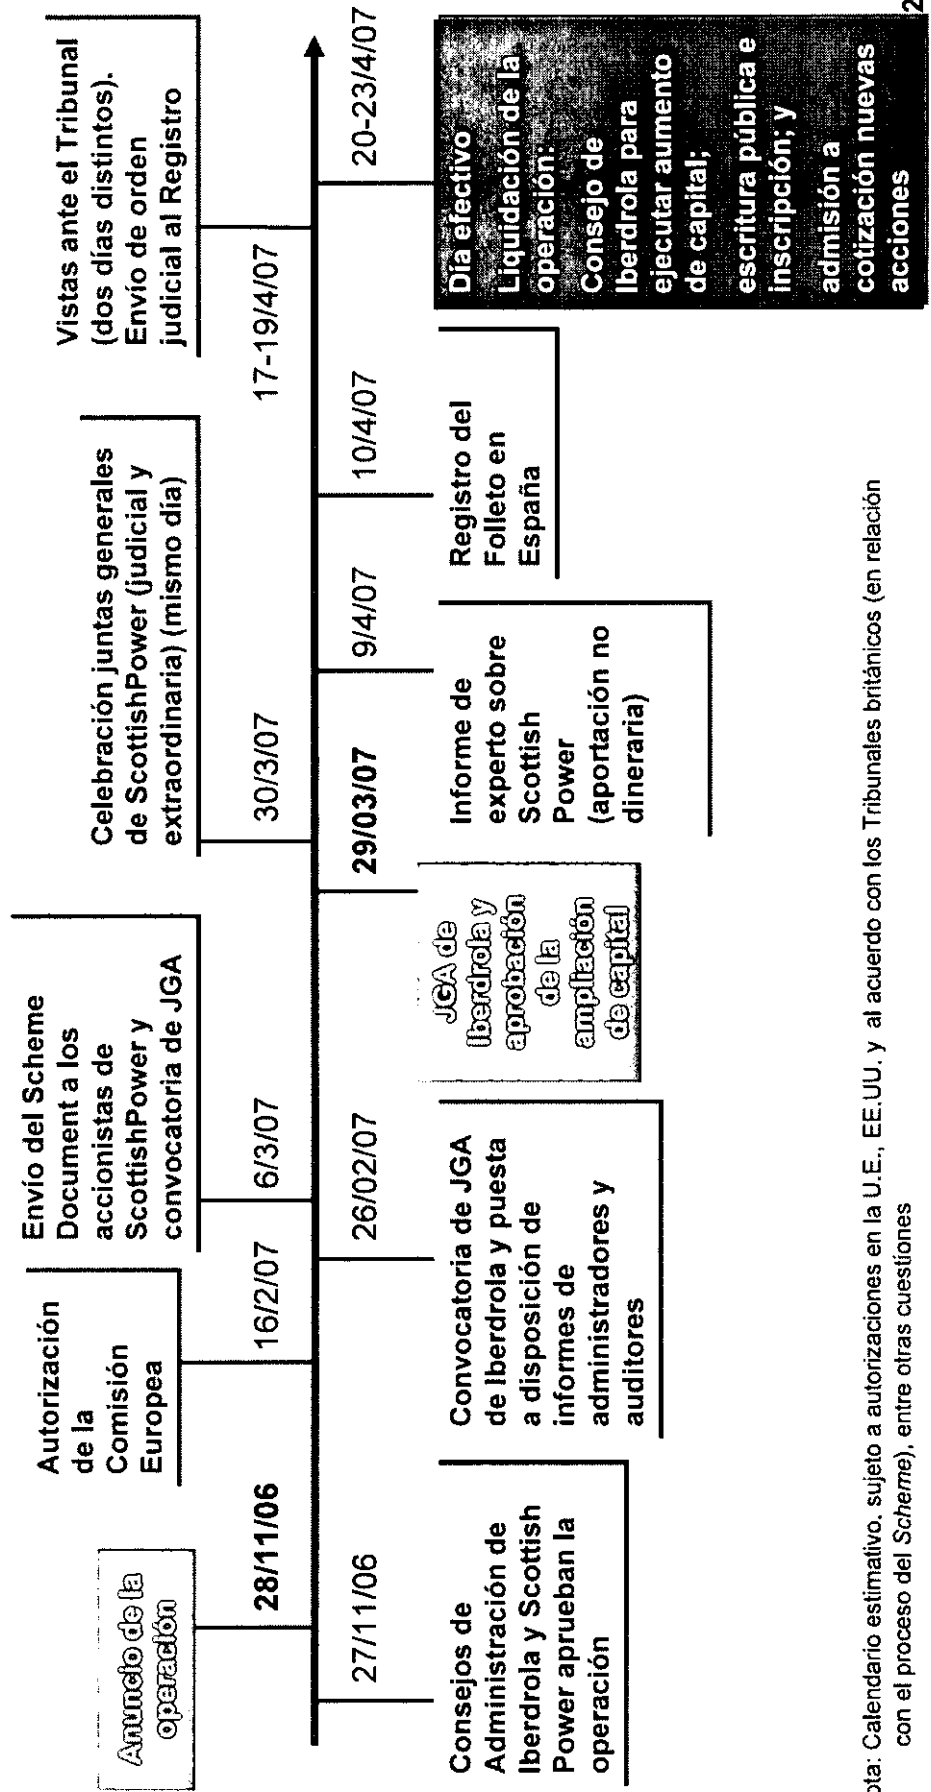 Anuncio de la
operación
28/11/06
27/11/06
Consejos de
Administración de
Iberdrola y Scottish
Power aprueban la
operación
Autorización
de la
Comisión
Europea
16/2/07
26/02/07
Convocatoria de JGA
de Iberdrola y puesta
a disposición de
informes de
administradores y
auditores
Envío del Scheme
Document a los
accionistas de
ScottishPower y
convocatoria de JGA
6/3/07
29/03/07
JGA de
Iberdrola y
aprobación
de la
ampliación
de capital
Celebración juntas generales
de ScottishPower (judicial y
extraordinaria) (mismo día)
30/3/07
9/4/07
Informe de
experto sobre
Scottish
Power
(aportación no
dineraria)
10/4/07
Registro del
Folleto en
España
Vistas ante el Tribunal
(dos días distintos).
Envío de orden
judicial al Registro
17-19/4/07
20-23/4/07
Día efectivo
Liquidación de la
operación:
Consejo de
Iberdrola para
ejecutar aumento
de capital;
escritura pública e
inscripción; y
admisión a
cotización nuevas
acciones
ota: Calendario estimativo, sujeto a autorizaciones en la U.E., EE.UU. y al acuerdo con los Tribunales británicos (en relación
con el proceso del Scheme), entre otras cuestiones